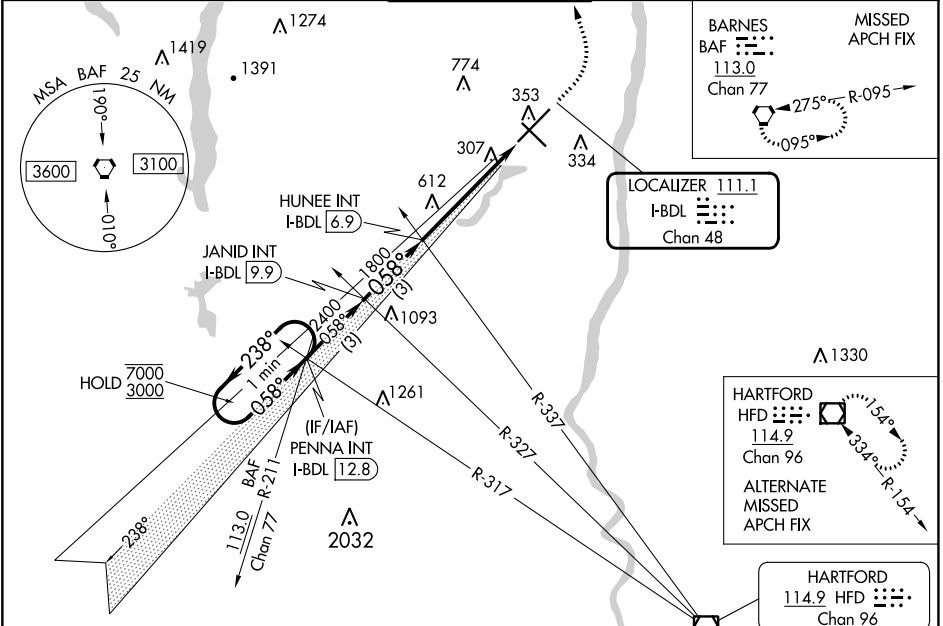 1274
1419
1391
MSA BAF 25 NM
190°
3600
3100
010°
774
353
307
334
612
BARNES
BAF
113.0
Chan 77
MISSED
APCH FIX
275°
R-095
095°
LOCALIZER 111.1
I-BDL
Chan 48
HUNEE INT
I-BDL 6.9
JANID INT
I-BDL 9.9
1800
058°
(3)
2400
058°
(3)
1093
238°
1 min
058°
HOLD 7000
3000
1261
(IF/IAF)
PENNA INT
I-BDL 12.8
BAF
R-211
113.0
Chan 77
238°
2032
R-337
R-327
R-317
1330
HARTFORD
HFD
114.9
Chan 96
154°
334°
R-154
ALTERNATE
MISSED
APCH FIX
HARTFORD
114.9 HFD
Chan 96